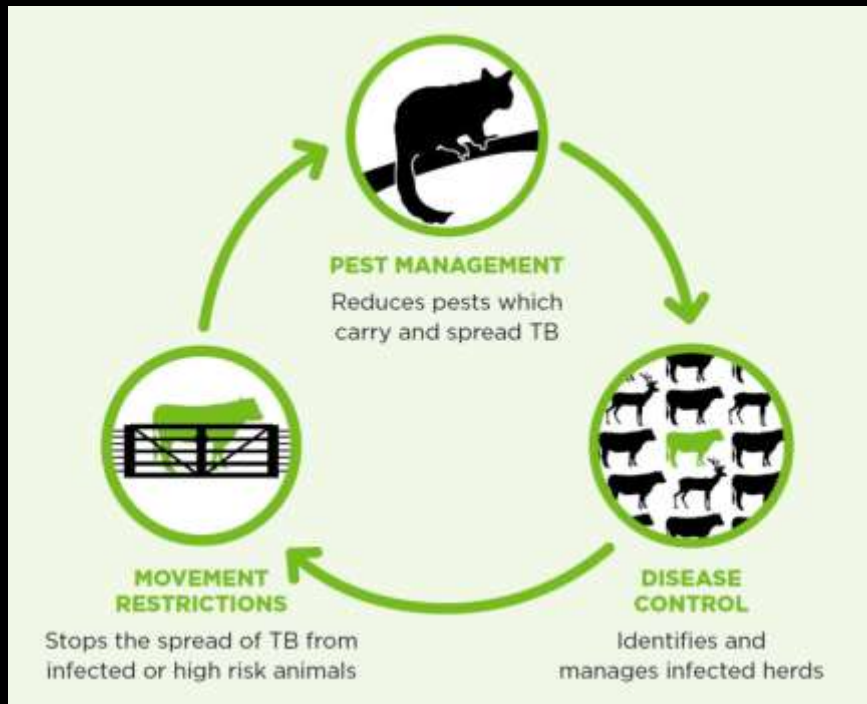 PEST MANAGEMENT
Reduces pests which
carry and spread TB
MOVEMENT
RESTRICTIONS
Stops the spread of TB from
infected or high risk animals
DISEASE
CONTROL
Identifies and
manages infected herds